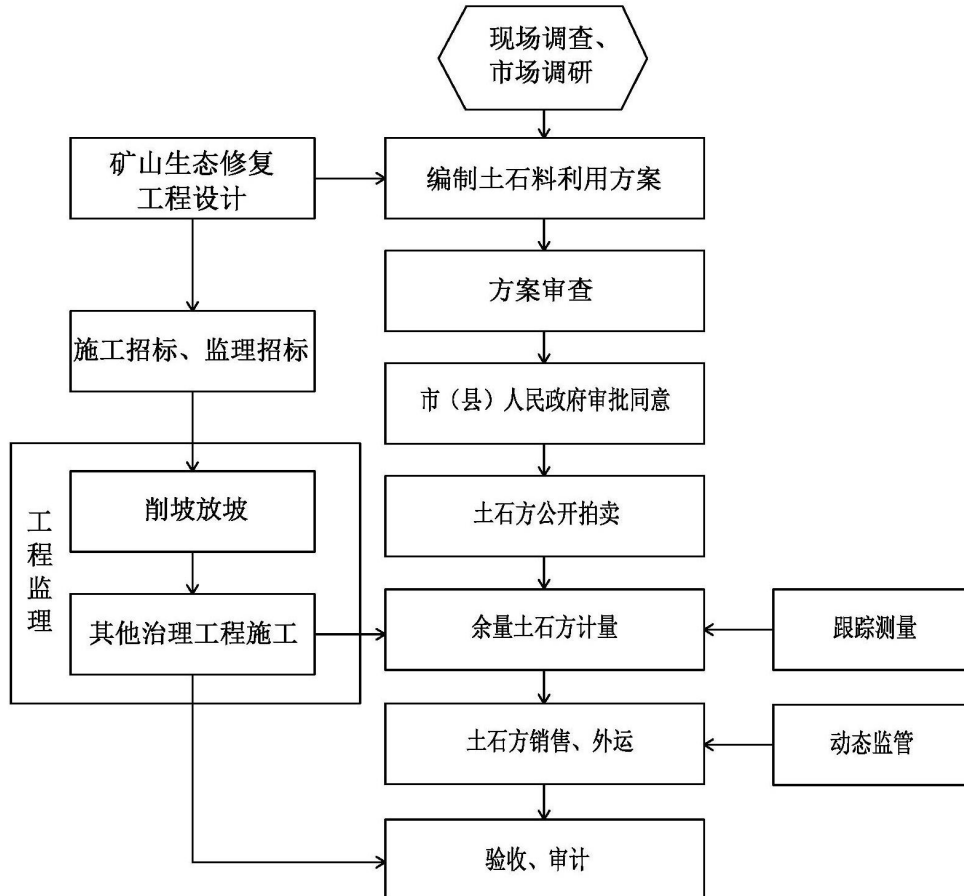 现场调查、
市场调研
矿山生态修复
工程设计
编制土石料利用方案
方案审查
施工招标、监理招标
市（县）人民政府审批同意
工程监理
削坡放坡
土石方公开拍卖
其他治理工程施工
余量土石方计量
跟踪测量
土石方销售、外运
动态监管
验收、审计